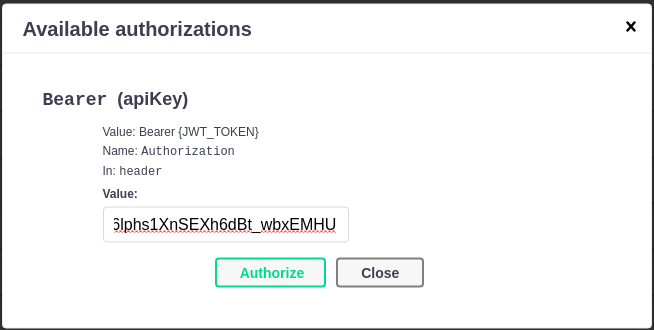 Available authorizations
×
Bearer (apiKey)
Value: Bearer {JWT_TOKEN}
Name: Authorization
In: header
Value:
6lphs1XnSEXh6dBt_wbxEMHU
Authorize Close